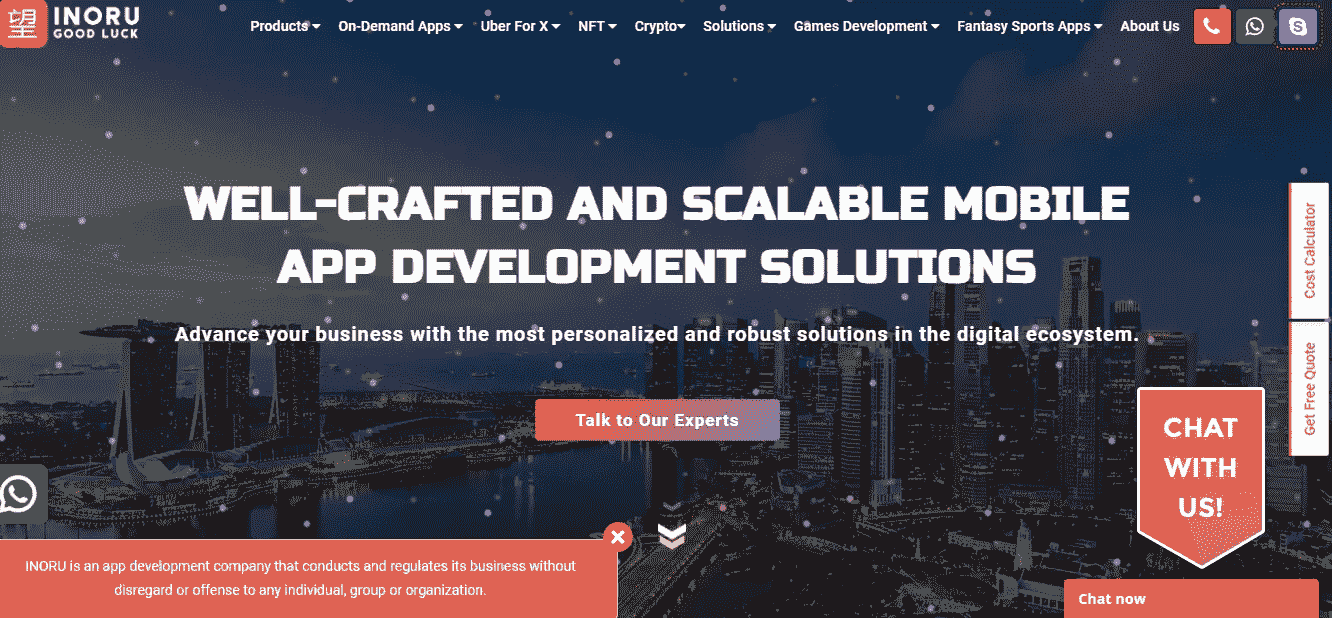 望 INORU
GOOD LUCK
Products
On-Demand Apps
Uber For X
NFT
Crypto
Solutions
Games Development
Fantasy Sports Apps
About Us
WELL-CRAFTED AND SCALABLE MOBILE
APP DEVELOPMENT SOLUTIONS
Advance your business with the most personalized and robust solutions in the digital ecosystem.
Talk to Our Experts
Cost Calculator
Get Free Quote
CHAT
WITH
US!
INORU is an app development company that conducts and regulates its business without
disregard or offense to any individual, group or organization.
Chat now